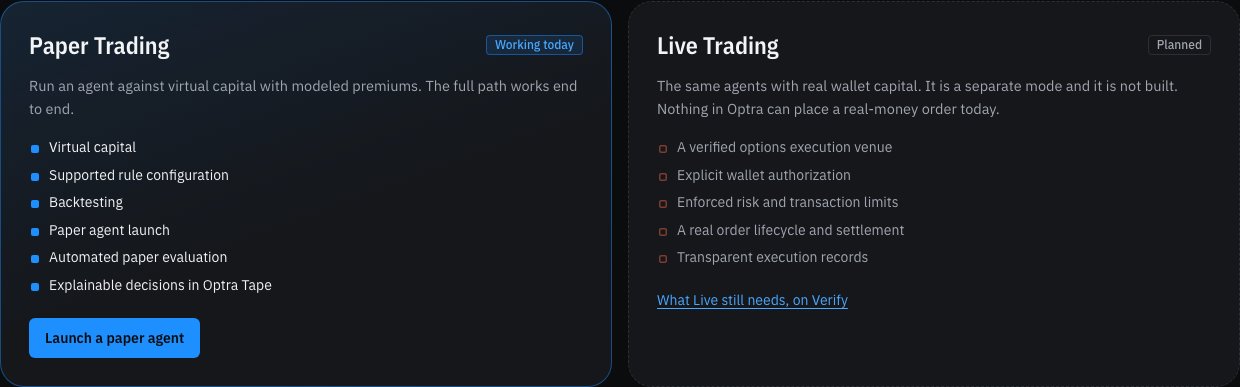 Paper Trading
Working today
Run an agent against virtual capital with modeled premiums. The full path works end
to end.
Virtual capital
Supported rule configuration
Backtesting
Paper agent launch
Automated paper evaluation
Explainable decisions in Optra Tape
Launch a paper agent
Live Trading
Planned
The same agents with real wallet capital. It is a separate mode and it is not built.
Nothing in Optra can place a real-money order today.
A verified options execution venue
Explicit wallet authorization
Enforced risk and transaction limits
A real order lifecycle and settlement
Transparent execution records
What Live still needs, on Verify